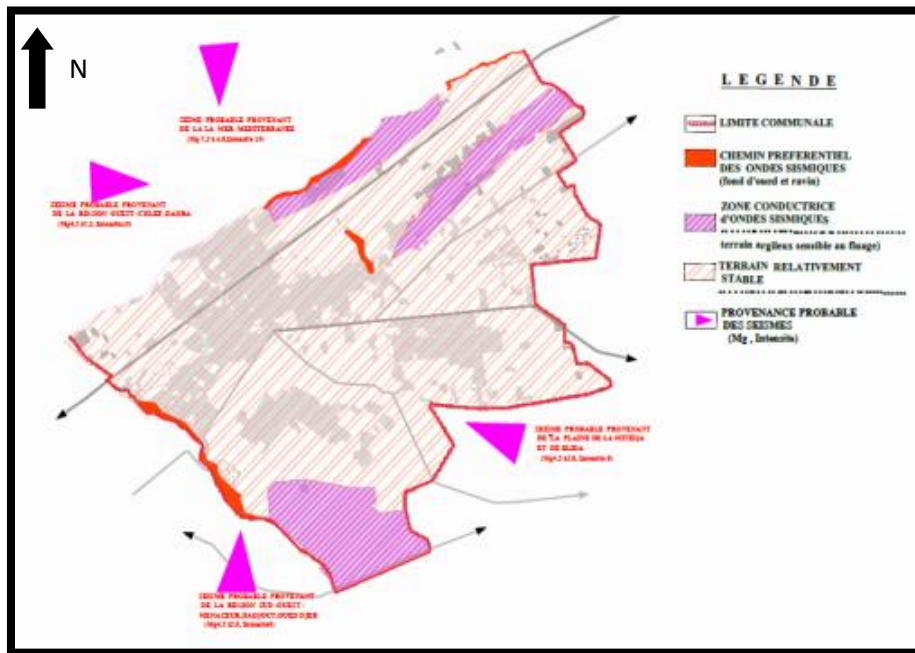 N
SEISME PROBABLE PROVENANT
DE LA LA MER MEDITERRANEE
SEISME PROBABLE PROVENANT
DE LA REGION OUEST-CHLEF, DAHRA
SEISME PROBABLE PROVENANT
DE LA PLAINE DE LA MITIDJA
ET DE BLIDA
SEISME PROBABLE PROVENANT
DE LA REGION SUD OUEST:
LEGENDE
LIMITE COMMUNALE
CHEMIN PREFERENTIEL
DES ONDES SISMIQUES
(fond d'oued et ravin)
ZONE CONDUCTRICE
d'ONDES SISMIQUES
terrain argileux sensible au fluage)
TERRAIN RELATIVEMENT
STABLE
PROVENANCE PROBABLE
DES SEISMES
(Mg , Intensite)